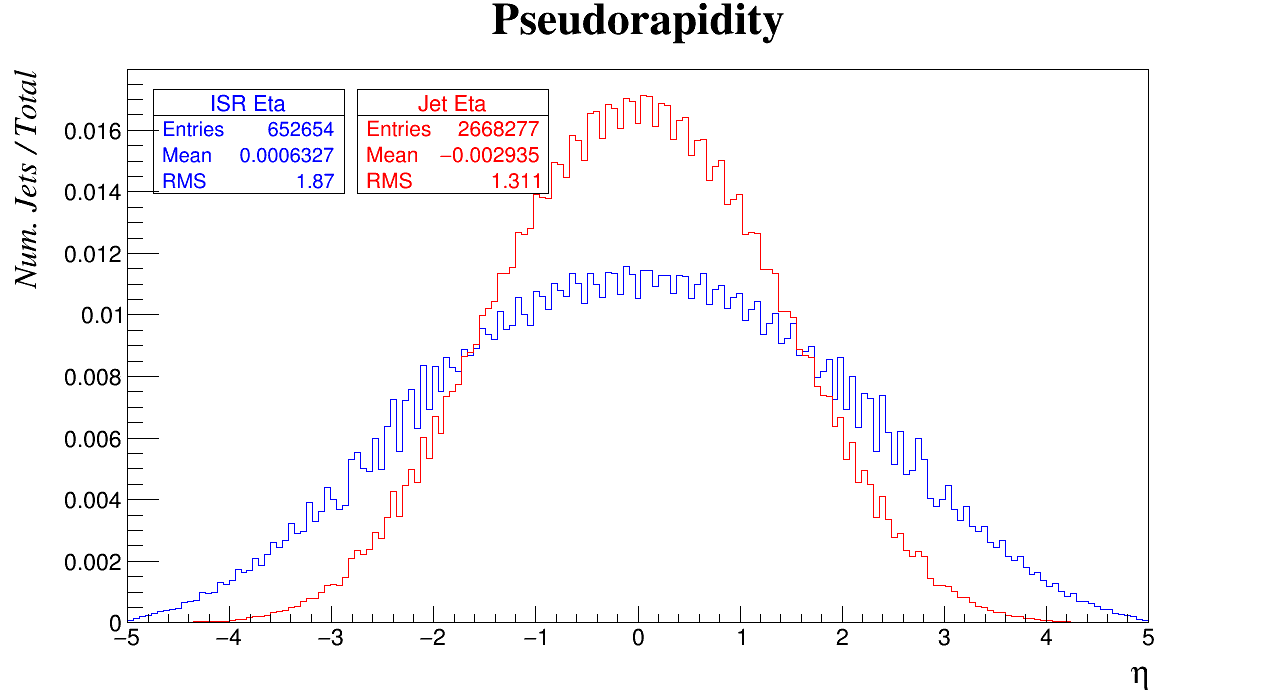 Pseudorapidity
Num. Jets / Total
ISR Eta
Entries 652654
Mean 0.0006327
RMS 1.87
Jet Eta
Entries 2668277
Mean −0.002935
RMS 1.311
0.016
0.014
0.012
0.01
0.008
0.006
0.004
0.002
0
−5 −4 −3 −2 −1 0 1 2 3 4 5
η